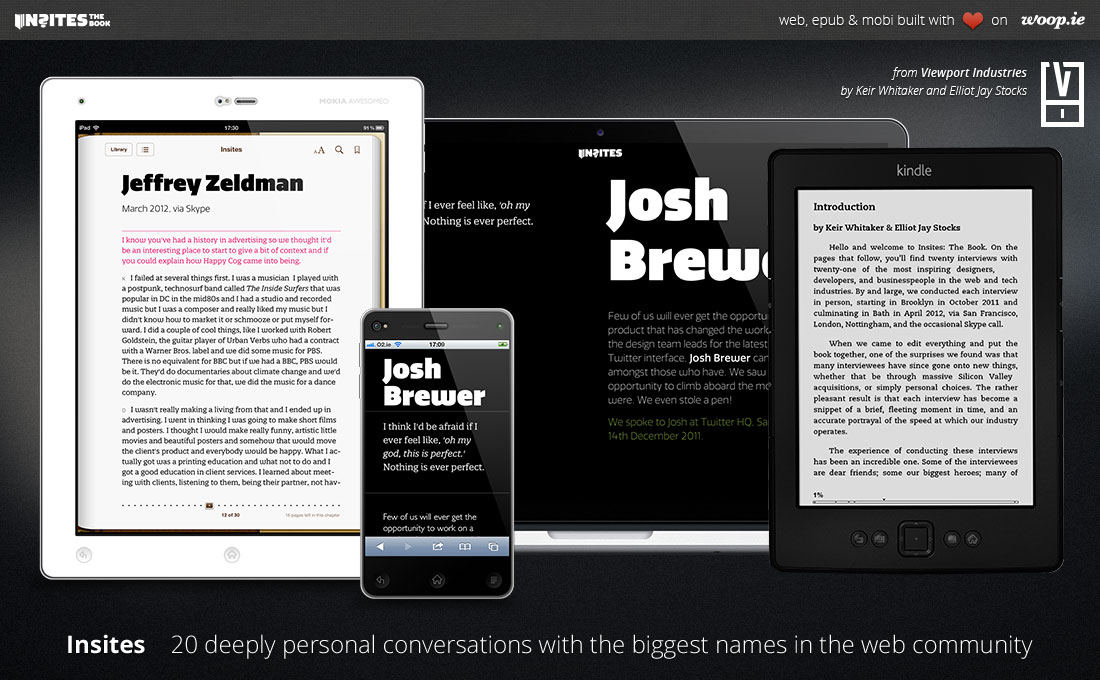 INSITES THE BOOK
web, epub & mobi built with on woop.ie
from Viewport Industries
by Keir Whitaker and Elliot Jay Stocks
V
I
MOKIA AWESOMEO
iPad 17:30 91%
Library Insites AA
Jeffrey Zeldman
March 2012, via Skype
I know you've had a history in advertising so we thought it'd
be an interesting place to start to give a bit of context and if
you could explain how Happy Cog came into being.
I failed at several things first. I was a musician I played with
a postpunk, technosurf band called The Inside Surfers that was
popular in DC in the mid80s and I had a studio and recorded
music but I was a composer and really liked my music but I
didn't know how to market it or schmooze or put myself for-
ward. I did a couple of cool things, like I worked with Robert
Goldstein, the guitar player of Urban Verbs who had a contract
with a Warner Bros. label and we did some music for PBS.
There is no equivalent for BBC but if we had a BBC, PBS would
be it. They'd do documentaries about climate change and we'd
do the electronic music for that, we did the music for a dance
company.
I wasn't really making a living from that and I ended up in
advertising. I went in thinking I was going to make short films
and posters. I thought I would make really funny, artistic little
movies and beautiful posters and somehow that would move
the client's product and everybody would be happy. What I ac-
tually got was a printing education and what not to do and I
got a good education in client services. I learned about meet-
ing with clients, listening to them, being their partner, not hav-
12 of 30 16 pages left in this chapter
INSITES
f I ever feel like, 'oh my
Nothing is ever perfect.
Josh
Brewe
Few of us will ever get the opportu
product that has changed the world
the design team leads for the latest
Twitter interface. Josh Brewer can
amongst those who have. We saw
opportunity to climb aboard the mo
were. We even stole a pen!
We spoke to Josh at Twitter HQ, Sa
14th December 2011.
O2.ie 17:09
Josh
Brewer
I think I'd be afraid if I
ever feel like, 'oh my
god, this is perfect.'
Nothing is ever perfect.
Few of us will ever get the
opportunity to work on a
kindle
Introduction
by Keir Whitaker & Elliot Jay Stocks
Hello and welcome to Insites: The Book. On the
pages that follow, you'll find twenty interviews with
twenty-one of the most inspiring designers,
developers, and businesspeople in the web and tech
industries. By and large, we conducted each interview
in person, starting in Brooklyn in October 2011 and
culminating in Bath in April 2012, via San Francisco,
London, Nottingham, and the occasional Skype call.
When we came to edit everything and put the
book together, one of the surprises we found was that
many interviewees have since gone onto new things,
whether that be through massive Silicon Valley
acquisitions, or simply personal choices. The rather
pleasant result is that each interview has become a
snippet of a brief, fleeting moment in time, and an
accurate portrayal of the speed at which our industry
operates.
The experience of conducting these interviews
has been an incredible one. Some of the interviewees
are dear friends; some our biggest heroes; many of
1%
Insites 20 deeply personal conversations with the biggest names in the web community